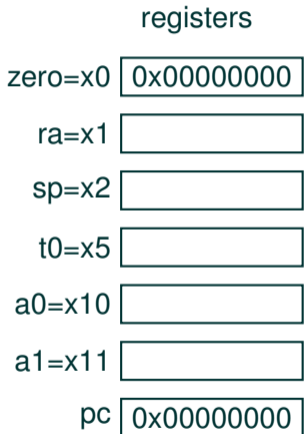 registers
zero=x0 0x00000000
ra=x1
sp=x2
t0=x5
a0=x10
a1=x11
pc 0x00000000